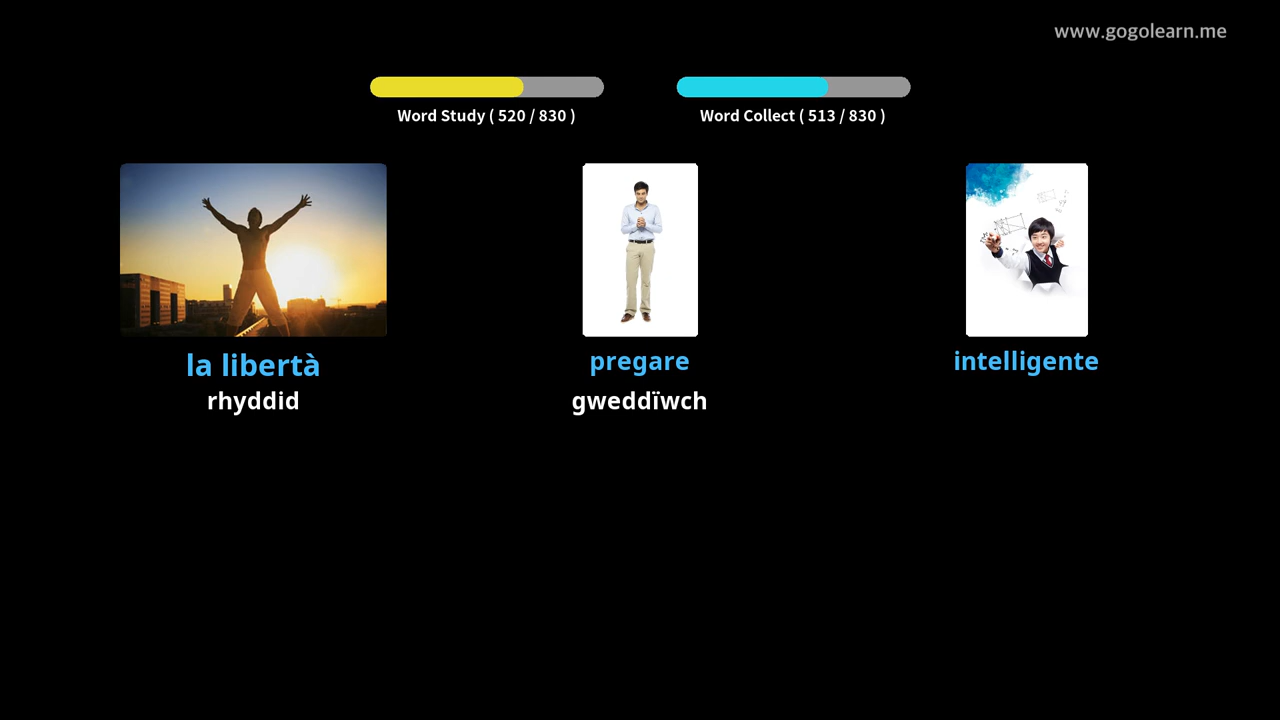 www.gogolearn.me
Word Study ( 520 / 830 )
Word Collect ( 513 / 830 )
la libertà
rhyddid
pregare
gweddïwch
intelligente